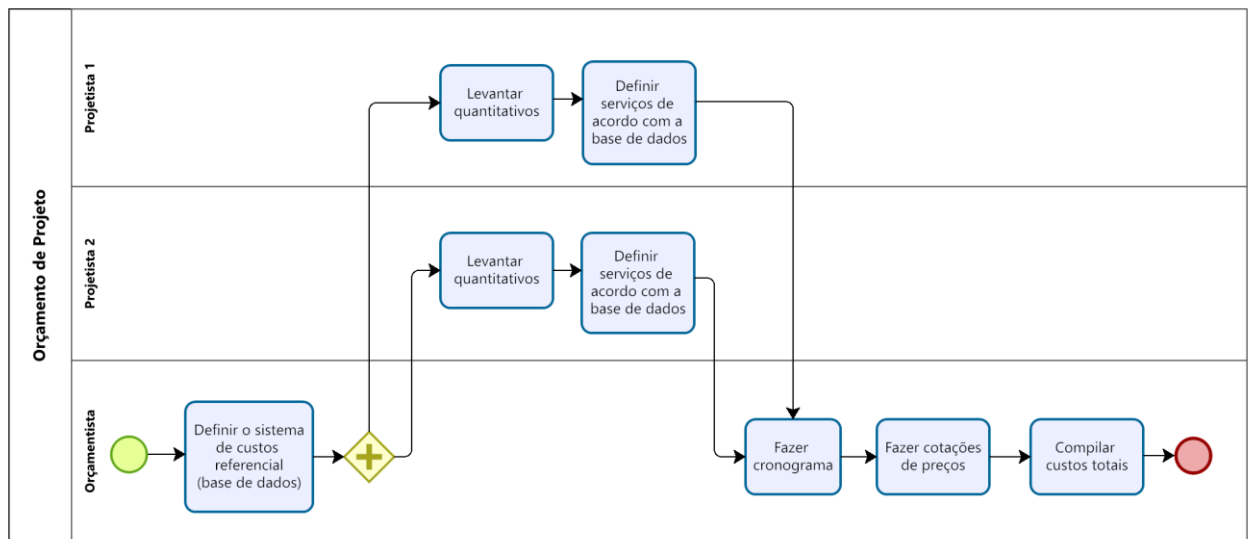 Orçamento de Projeto
Projetista 1
Levantar
quantitativos
Definir
serviços de
acordo com a
base de dados
Projetista 2
Levantar
quantitativos
Definir
serviços de
acordo com a
base de dados
Orçamentista
Definir o sistema
de custos
referencial
(base de dados)
Fazer
cronograma
Fazer cotações
de preços
Compilar
custos totais